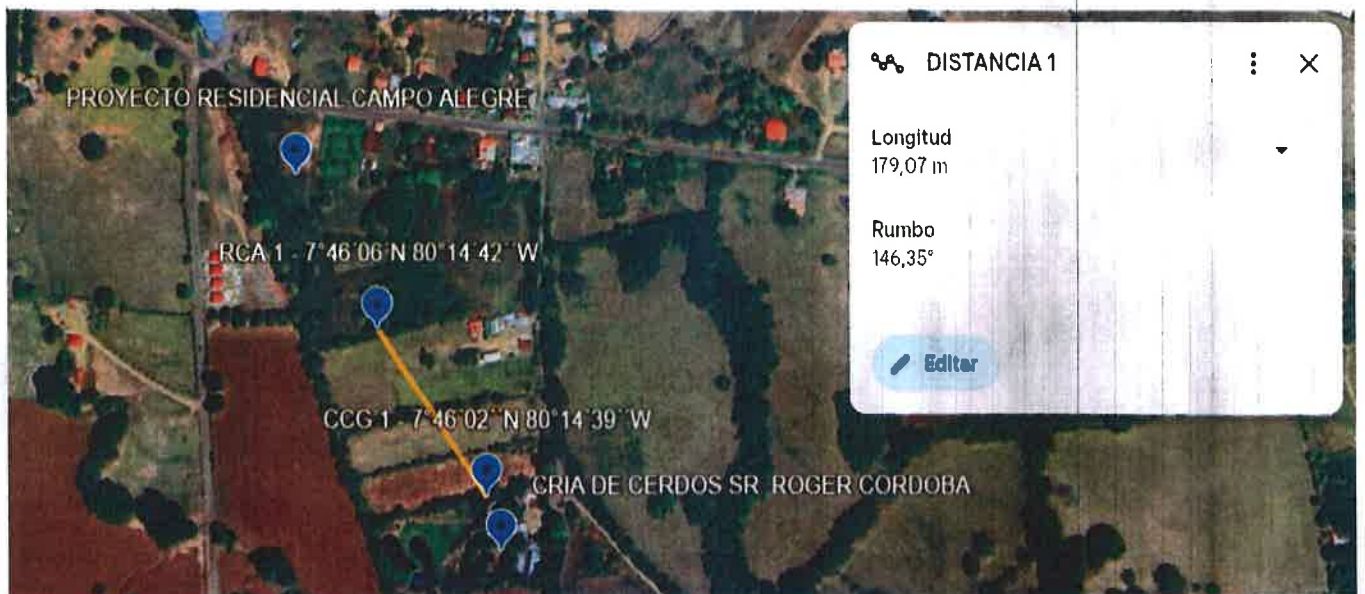 PROYECTO RESIDENCIAL CAMPO ALEGRE
RCA 1 - 7°46´06´´N 80°14´42´´W
CCG 1 - 7°46´02´´N 80°14´39´´W
CRIA DE CERDOS SR ROGER CORDOBA
DISTANCIA 1
Longitud
179,07 m
Rumbo
146,35°
Editar